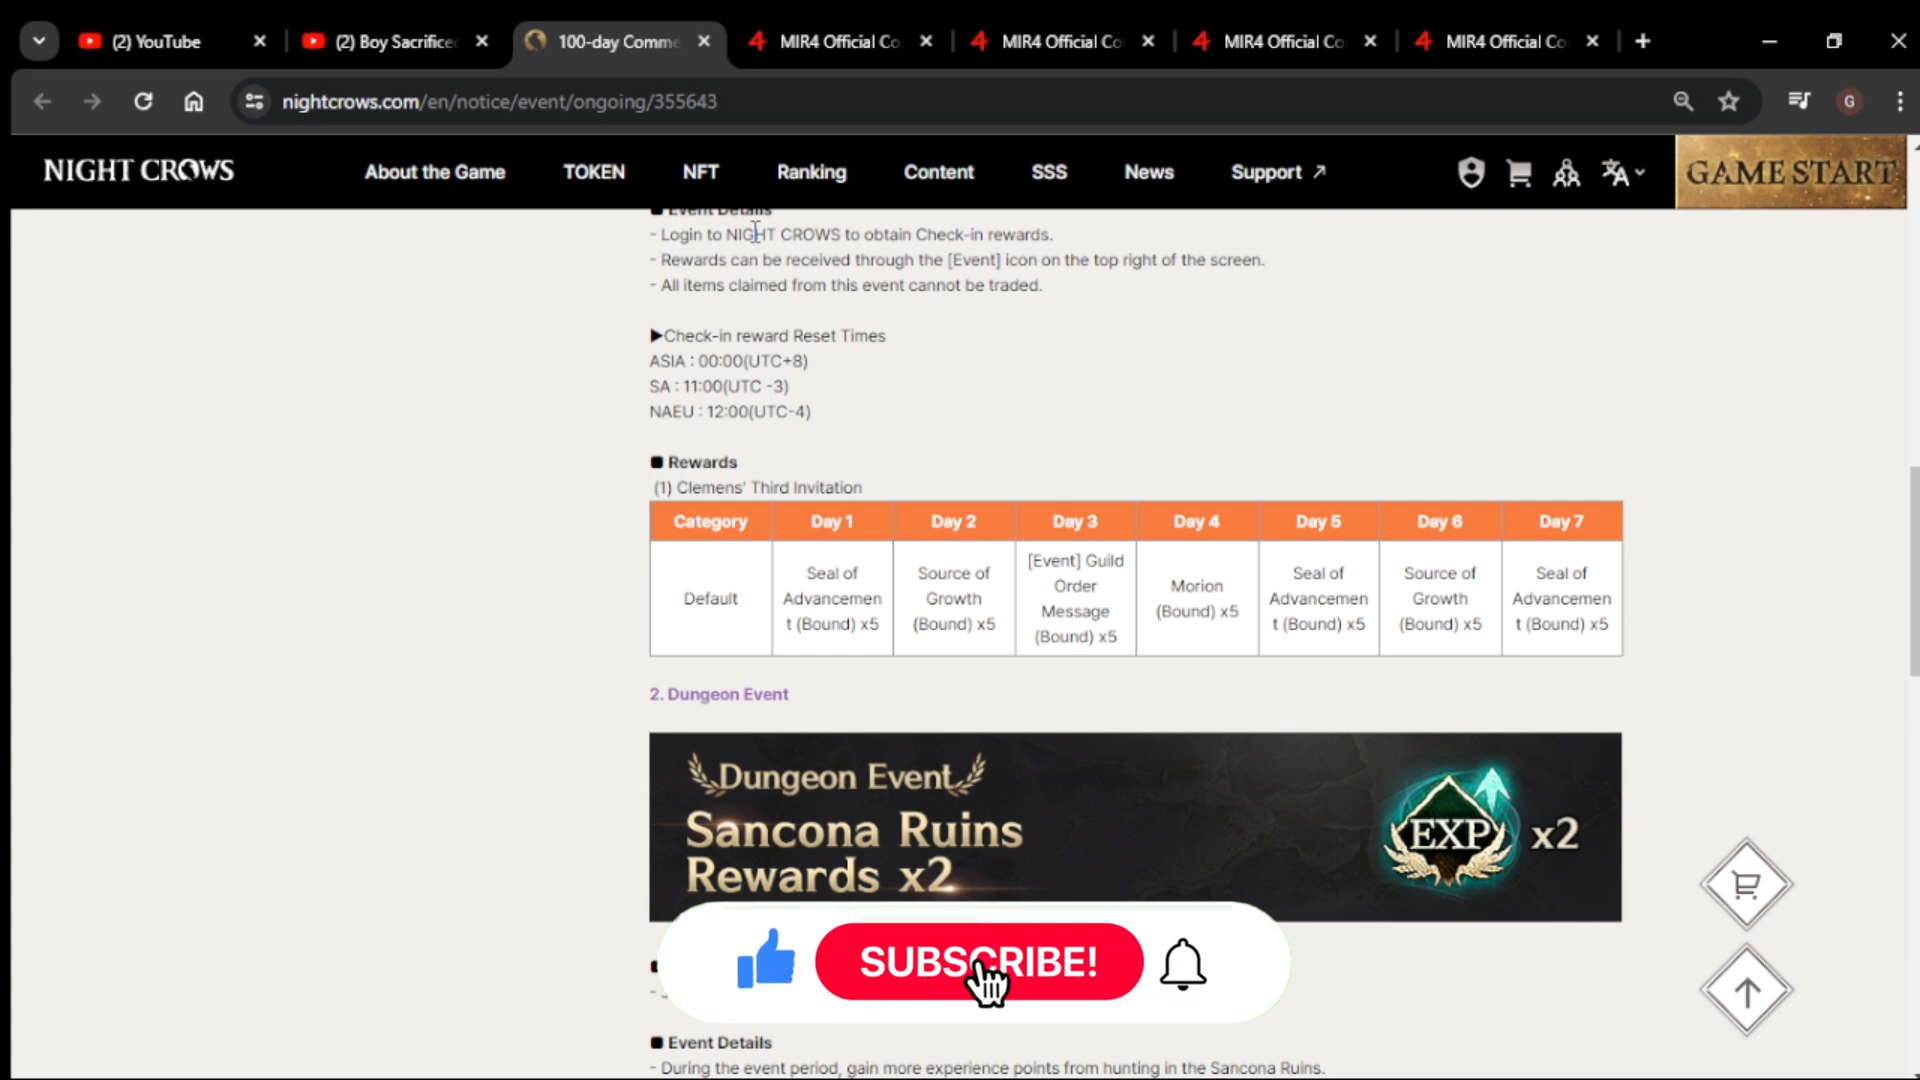 (2) YouTube
(2) Boy Sacrifice
100-day Comme
MIR4 Official Co
MIR4 Official Co
MIR4 Official Co
MIR4 Official Co
nightcrows.com/en/notice/event/ongoing/355643
G
NIGHT CROWS
About the Game
TOKEN
NFT
Ranking
Content
SSS
News
Support
GAME START
■ Event Details
- Login to NIGHT CROWS to obtain Check-in rewards.
- Rewards can be received through the [Event] icon on the top right of the screen.
- All items claimed from this event cannot be traded.
▶Check-in reward Reset Times
ASIA : 00:00(UTC+8)
SA : 11:00(UTC -3)
NAEU : 12:00(UTC-4)
■ Rewards
(1) Clemens' Third Invitation
Category Day 1 Day 2 Day 3 Day 4 Day 5 Day 6 Day 7
Default
Seal of
Advancemen
t (Bound) x5
Source of
Growth
(Bound) x5
[Event] Guild
Order
Message
(Bound) x5
Morion
(Bound) x5
Seal of
Advancemen
t (Bound) x5
Source of
Growth
(Bound) x5
Seal of
Advancemen
t (Bound) x5
2. Dungeon Event
Dungeon Event
Sancona Ruins
Rewards x2
EXP x2
SUBSCRIBE!
■ Event Details
- During the event period, gain more experience points from hunting in the Sancona Ruins.